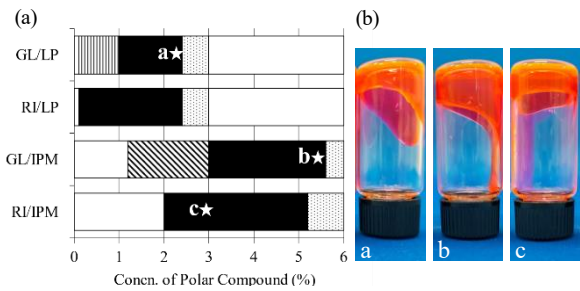 (a)
GL/LP
a
RI/LP
GL/IPM
b
RI/IPM
c
0 1 2 3 4 5 6
Concn. of Polar Compound (%)
(b)
a b c